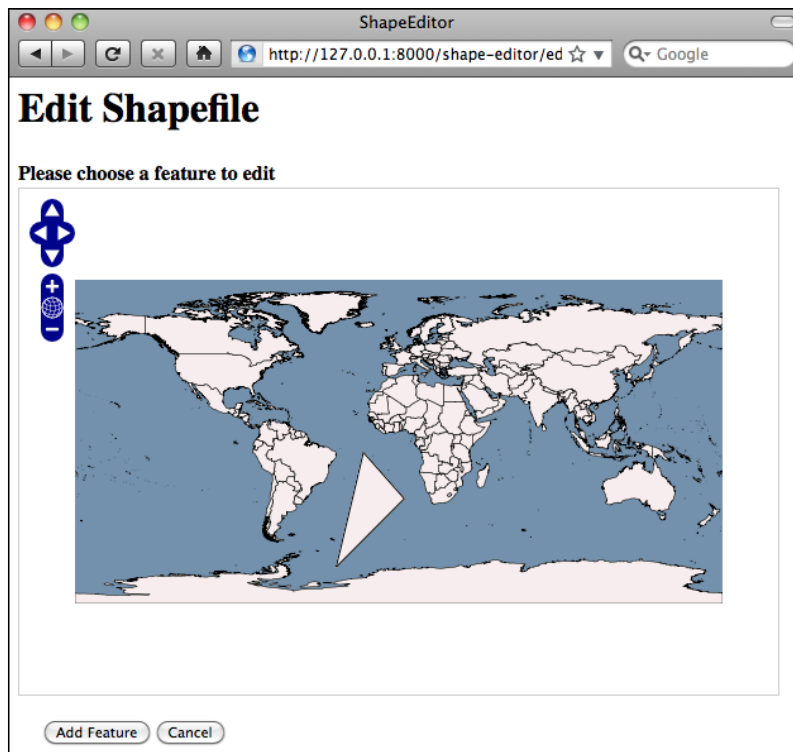 ShapeEditor
http://127.0.0.1:8000/shape-editor/ed
Google
Edit Shapefile
Please choose a feature to edit
Add Feature
Cancel